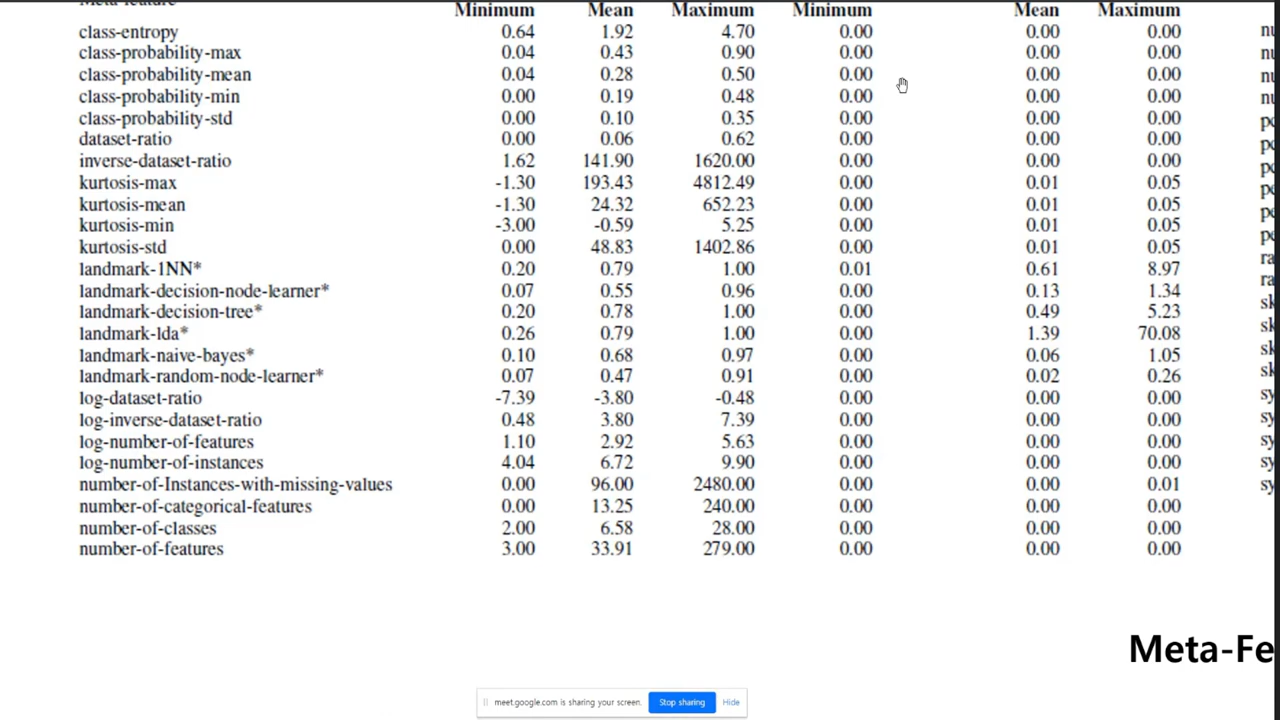 Meta-feature
Minimum Mean Maximum Minimum Mean Maximum
class-entropy 0.64 1.92 4.70 0.00 0.00 0.00
class-probability-max 0.04 0.43 0.90 0.00 0.00 0.00
class-probability-mean 0.04 0.28 0.50 0.00 0.00 0.00
class-probability-min 0.00 0.19 0.48 0.00 0.00 0.00
class-probability-std 0.00 0.10 0.35 0.00 0.00 0.00
dataset-ratio 0.00 0.06 0.62 0.00 0.00 0.00
inverse-dataset-ratio 1.62 141.90 1620.00 0.00 0.00 0.00
kurtosis-max -1.30 193.43 4812.49 0.00 0.01 0.05
kurtosis-mean -1.30 24.32 652.23 0.00 0.01 0.05
kurtosis-min -3.00 -0.59 5.25 0.00 0.01 0.05
kurtosis-std 0.00 48.83 1402.86 0.00 0.01 0.05
landmark-1NN* 0.20 0.79 1.00 0.01 0.61 8.97
landmark-decision-node-learner* 0.07 0.55 0.96 0.00 0.13 1.34
landmark-decision-tree* 0.20 0.78 1.00 0.00 0.49 5.23
landmark-lda* 0.26 0.79 1.00 0.00 1.39 70.08
landmark-naive-bayes* 0.10 0.68 0.97 0.00 0.06 1.05
landmark-random-node-learner* 0.07 0.47 0.91 0.00 0.02 0.26
log-dataset-ratio -7.39 -3.80 -0.48 0.00 0.00 0.00
log-inverse-dataset-ratio 0.48 3.80 7.39 0.00 0.00 0.00
log-number-of-features 1.10 2.92 5.63 0.00 0.00 0.00
log-number-of-instances 4.04 6.72 9.90 0.00 0.00 0.00
number-of-Instances-with-missing-values 0.00 96.00 2480.00 0.00 0.00 0.01
number-of-categorical-features 0.00 13.25 240.00 0.00 0.00 0.00
number-of-classes 2.00 6.58 28.00 0.00 0.00 0.00
number-of-features 3.00 33.91 279.00 0.00 0.00 0.00
Meta-Fe
meet.google.com is sharing your screen. Stop sharing Hide